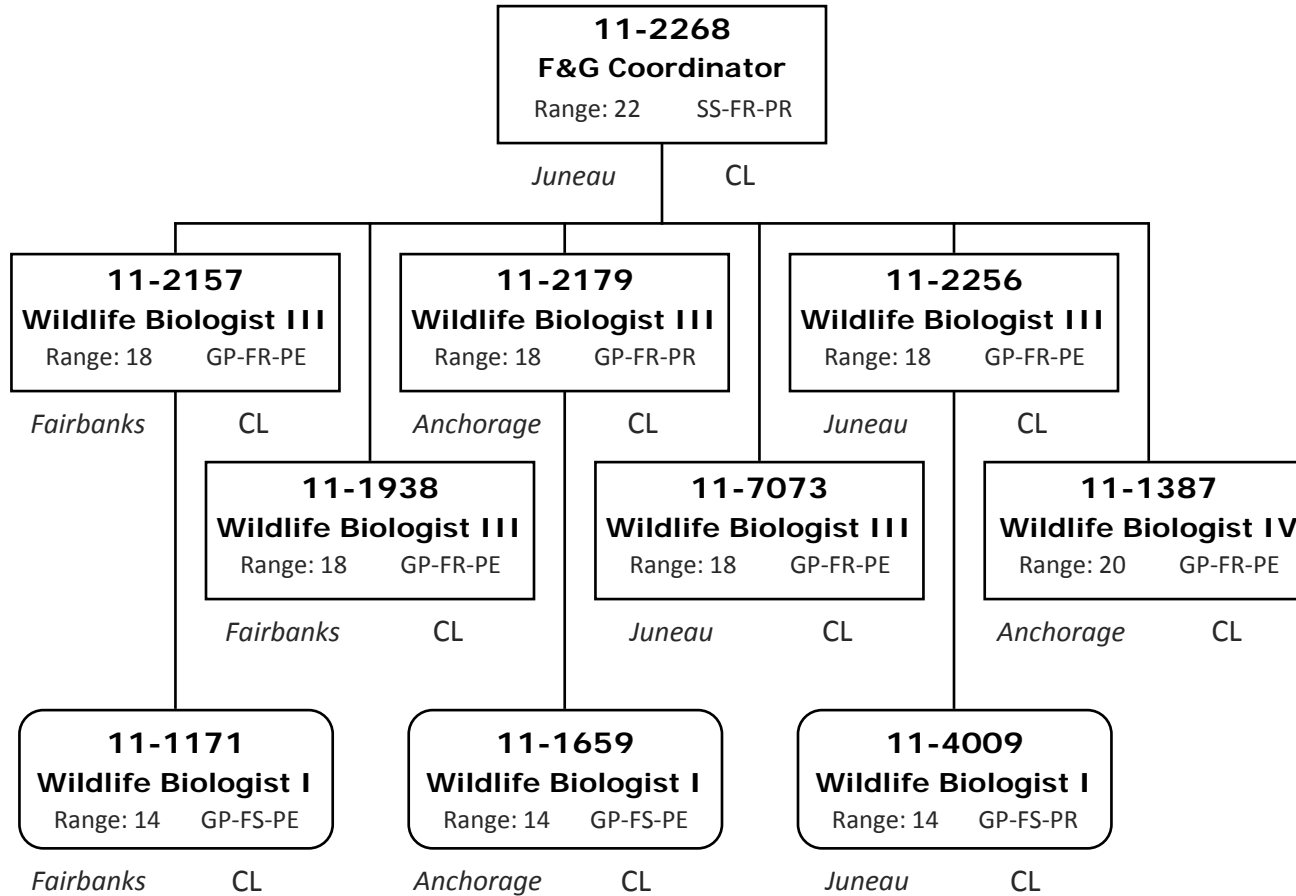 11-2268
F&G Coordinator
Range: 22 SS-FR-PR
Juneau CL
11-2157
Wildlife Biologist III
Range: 18 GP-FR-PE
Fairbanks CL
11-2179
Wildlife Biologist III
Range: 18 GP-FR-PR
Anchorage CL
11-2256
Wildlife Biologist III
Range: 18 GP-FR-PE
Juneau CL
11-1938
Wildlife Biologist III
Range: 18 GP-FR-PE
Fairbanks CL
11-7073
Wildlife Biologist III
Range: 18 GP-FR-PE
Juneau CL
11-1387
Wildlife Biologist IV
Range: 20 GP-FR-PE
Anchorage CL
11-1171
Wildlife Biologist I
Range: 14 GP-FS-PE
Fairbanks CL
11-1659
Wildlife Biologist I
Range: 14 GP-FS-PE
Anchorage CL
11-4009
Wildlife Biologist I
Range: 14 GP-FS-PR
Juneau CL